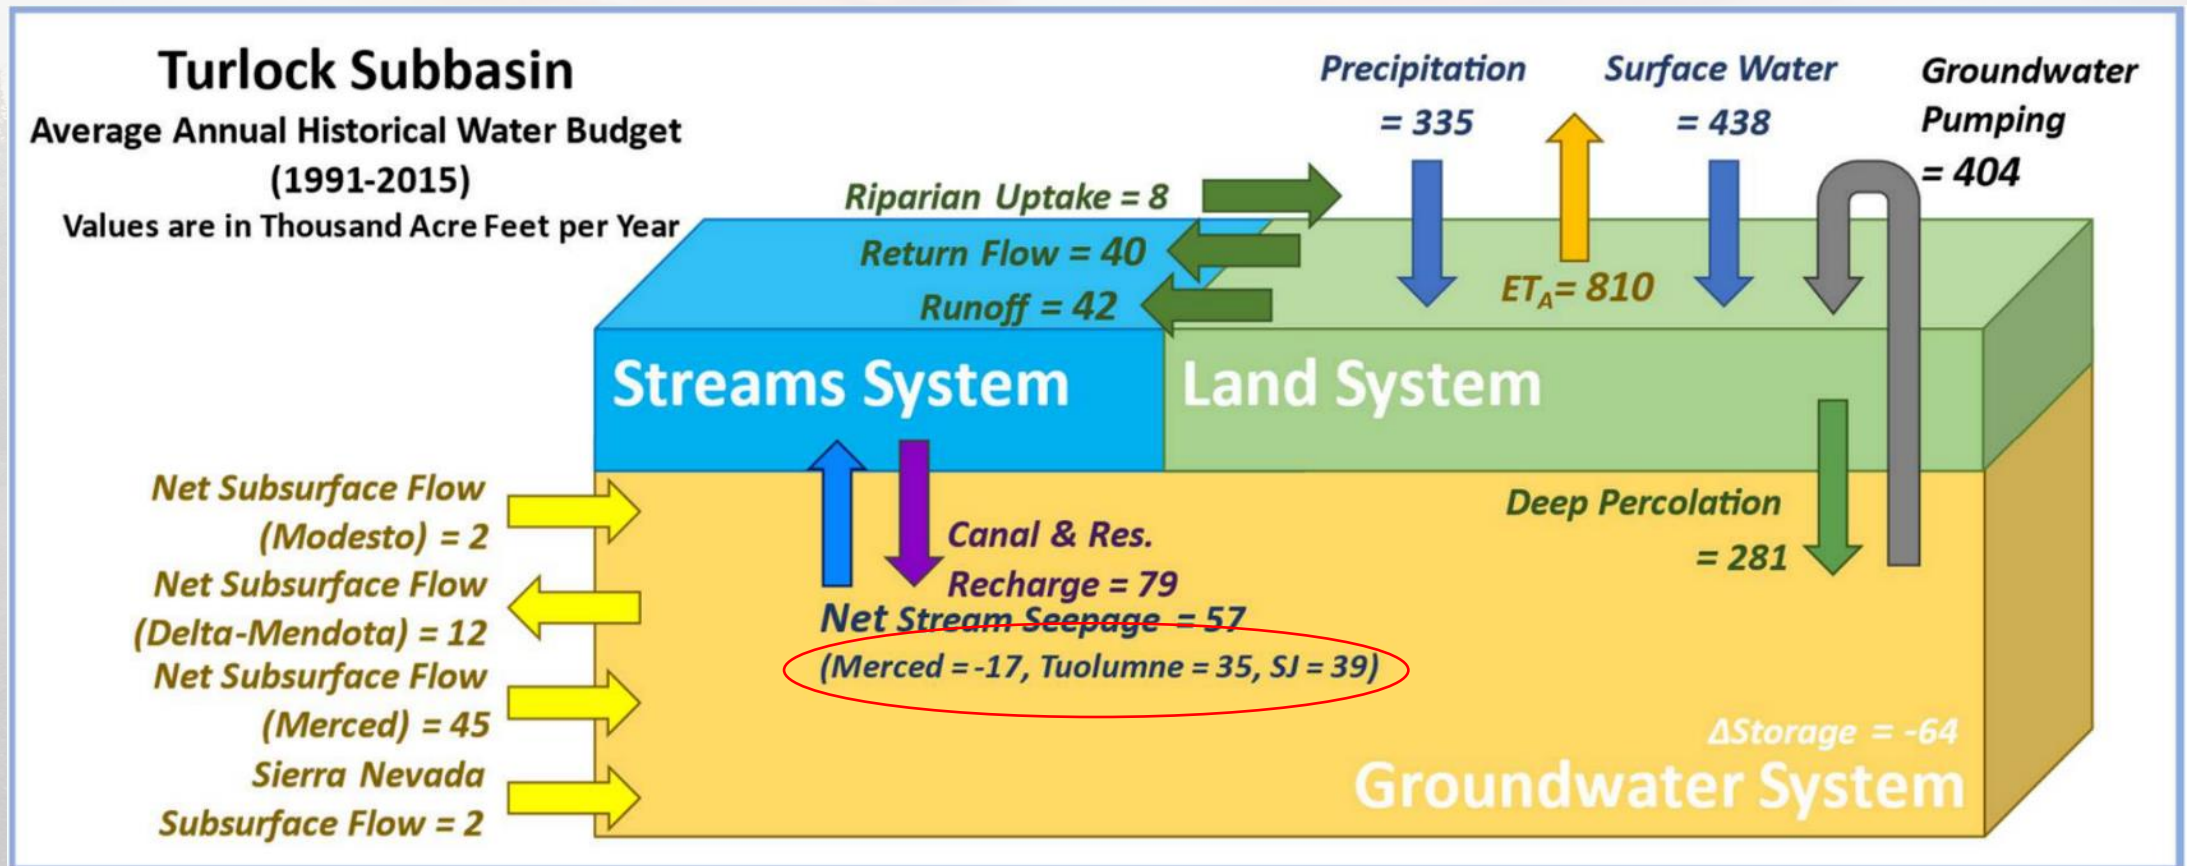 Turlock Subbasin
Average Annual Historical Water Budget
(1991-2015)
Values are in Thousand Acre Feet per Year
Precipitation
= 335
Surface Water
= 438
Groundwater
Pumping
= 404
Riparian Uptake = 8
Return Flow = 40
Runoff = 42
ETA= 810
Streams System
Land System
Net Subsurface Flow
(Modesto) = 2
Net Subsurface Flow
(Delta-Mendota) = 12
Net Subsurface Flow
(Merced) = 45
Sierra Nevada
Subsurface Flow = 2
Canal & Res.
Recharge = 79
Net Stream Seepage = 57
(Merced = -17, Tuolumne = 35, SJ = 39)
Deep Percolation
= 281
ΔStorage = -64
Groundwater System